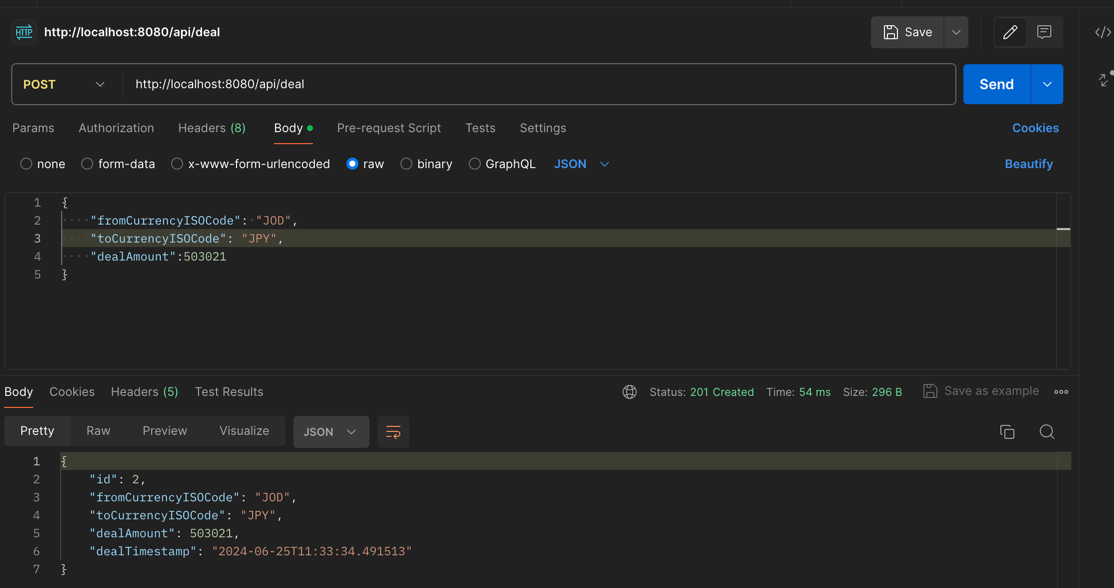 HTTP http://localhost:8080/api/deal Save
POST http://localhost:8080/api/deal Send
Params Authorization Headers (8) Body Pre-request Script Tests Settings Cookies
none form-data x-www-form-urlencoded raw binary GraphQL JSON Beautify
1 {
2 "fromCurrencyISOCode": "JOD",
3 "toCurrencyISOCode": "JPY",
4 "dealAmount":503021
5 }
Body Cookies Headers (5) Test Results Status: 201 Created Time: 54 ms Size: 296 B Save as example
Pretty Raw Preview Visualize JSON
1 {
2 "id": 2,
3 "fromCurrencyISOCode": "JOD",
4 "toCurrencyISOCode": "JPY",
5 "dealAmount": 503021,
6 "dealTimestamp": "2024-06-25T11:33:34.491513"
7 }